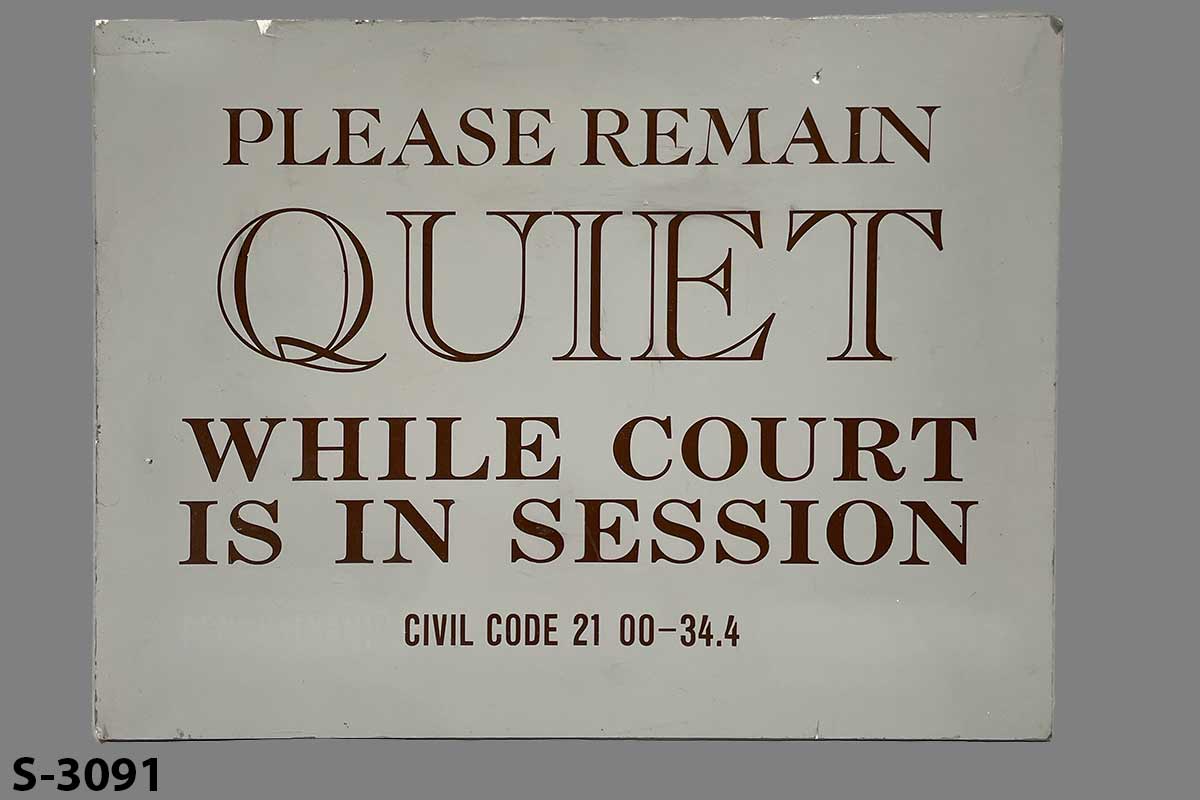 PLEASE REMAIN
QUIET
WHILE COURT
IS IN SESSION
CIVIL CODE 21 00-34.4
S-3091